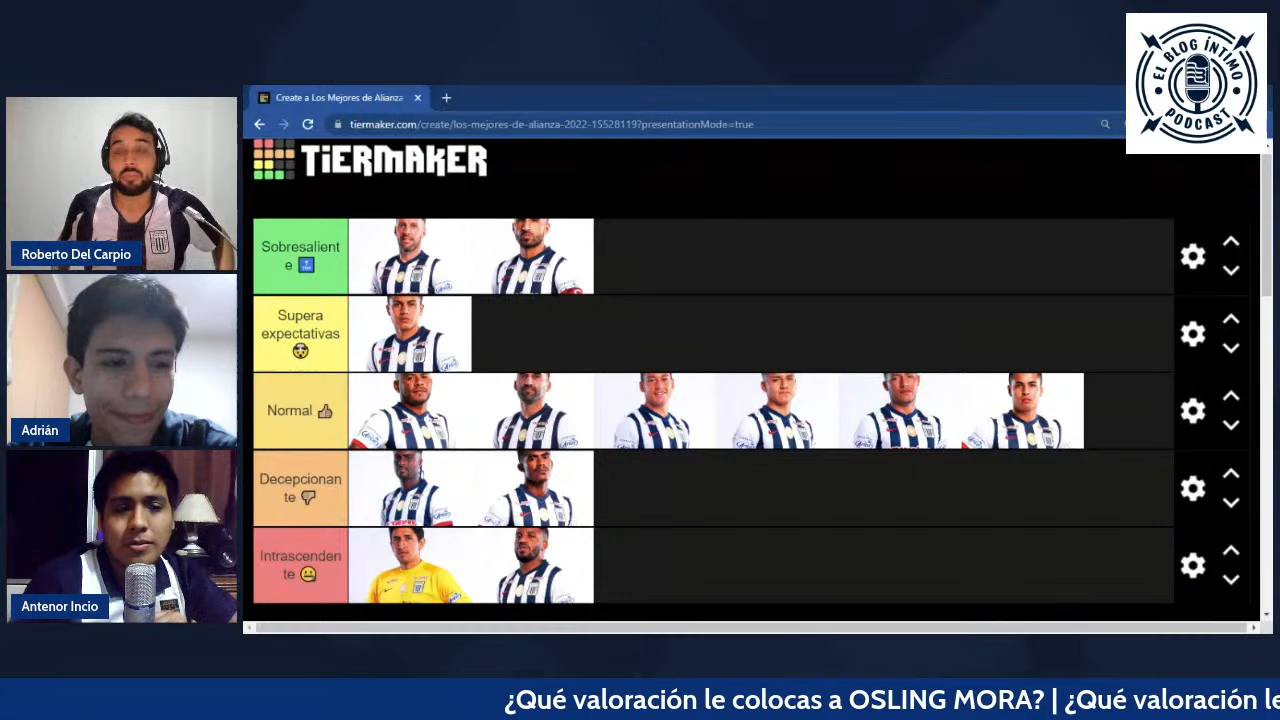 EL BLOG ÍNTIMO
PODCAST
Create a Los Mejores de Alianza
tiermaker.com/create/los-mejores-de-alianza-2022-15528119?presentationMode=true
TiERMAKER
Roberto Del Carpio
Adrián
Antenor Incio
Sobresalient
e
Supera
expectativas
Normal
Decepcionan
te
Intrascenden
te
¿Qué valoración le colocas a OSLING MORA? | ¿Qué valoración le